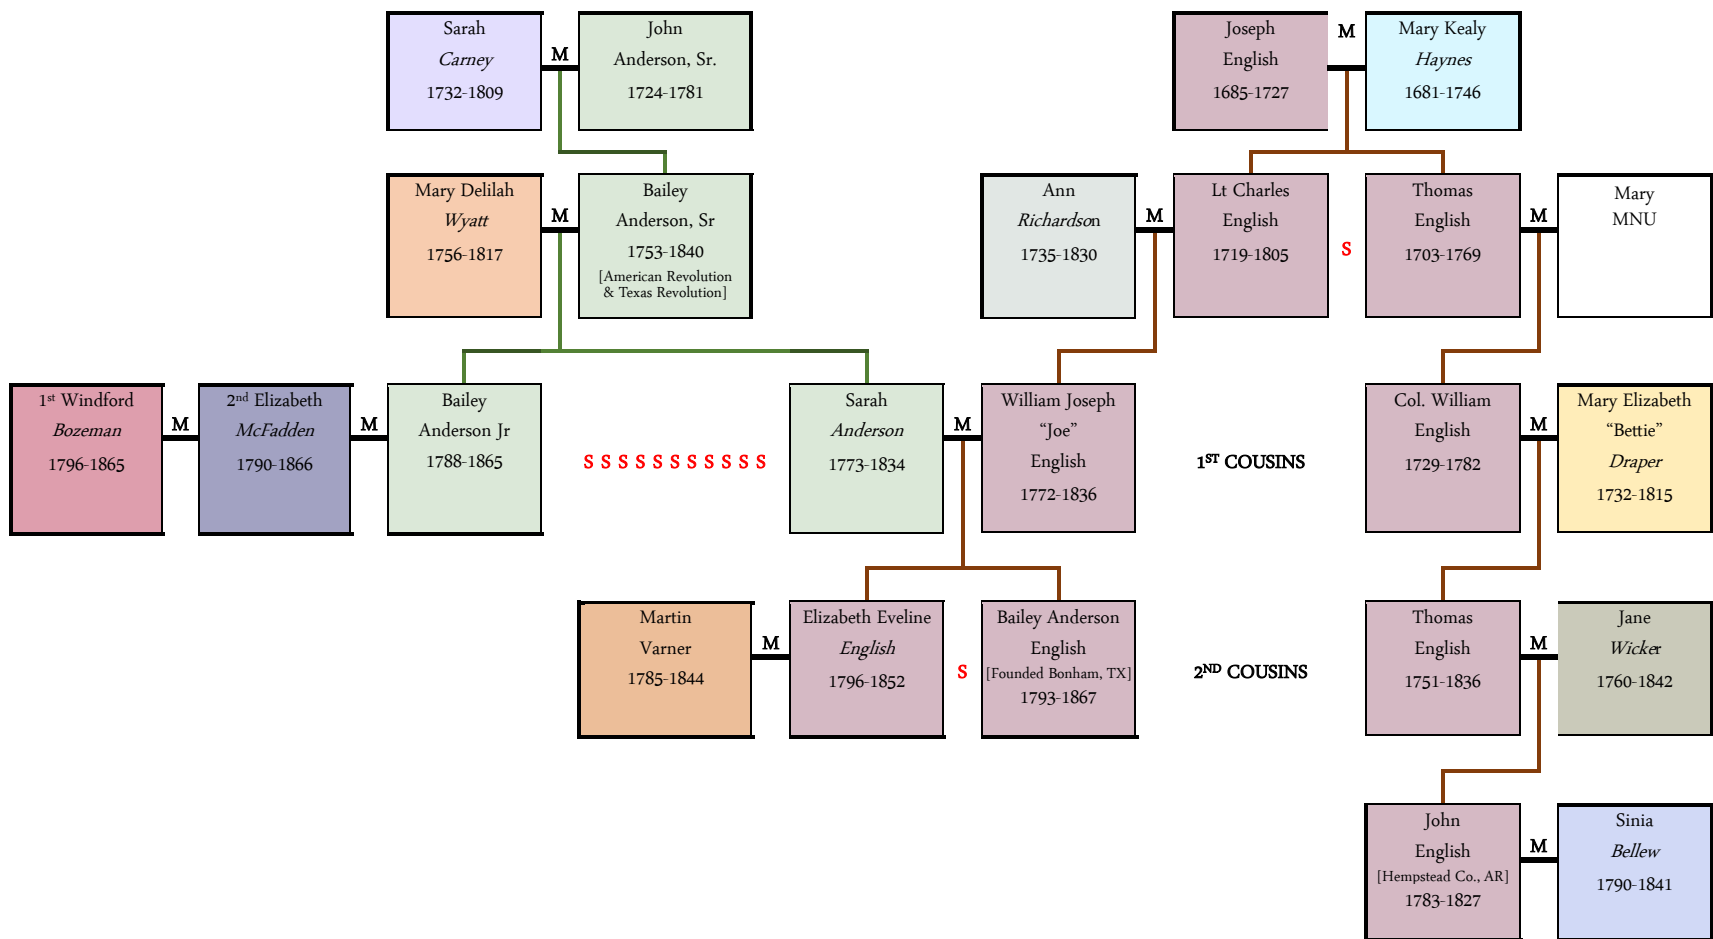 Sarah
Carney
1732-1809
M
John
Anderson, Sr.
1724-1781
Joseph
English
1685-1727
M
Mary Kealy
Haynes
1681-1746
Mary Delilah
Wyatt
1756-1817
M
Bailey
Anderson, Sr
1753-1840
[American Revolution
& Texas Revolution]
Ann
Richardson
1735-1830
M
Lt Charles
English
1719-1805
S
Thomas
English
1703-1769
M
Mary
MNU
1st Windford
Bozeman
1796-1865
M
2nd Elizabeth
McFadden
1790-1866
M
Bailey
Anderson Jr
1788-1865
S S S S S S S S S S S
Sarah
Anderson
1773-1834
M
William Joseph
“Joe”
English
1772-1836
1ST COUSINS
Col. William
English
1729-1782
M
Mary Elizabeth
“Bettie”
Draper
1732-1815
Martin
Varner
1785-1844
M
Elizabeth Eveline
English
1796-1852
S
Bailey Anderson
English
[Founded Bonham, TX]
1793-1867
2ND COUSINS
Thomas
English
1751-1836
M
Jane
Wicker
1760-1842
John
English
[Hempstead Co., AR]
1783-1827
M
Sinia
Bellew
1790-1841